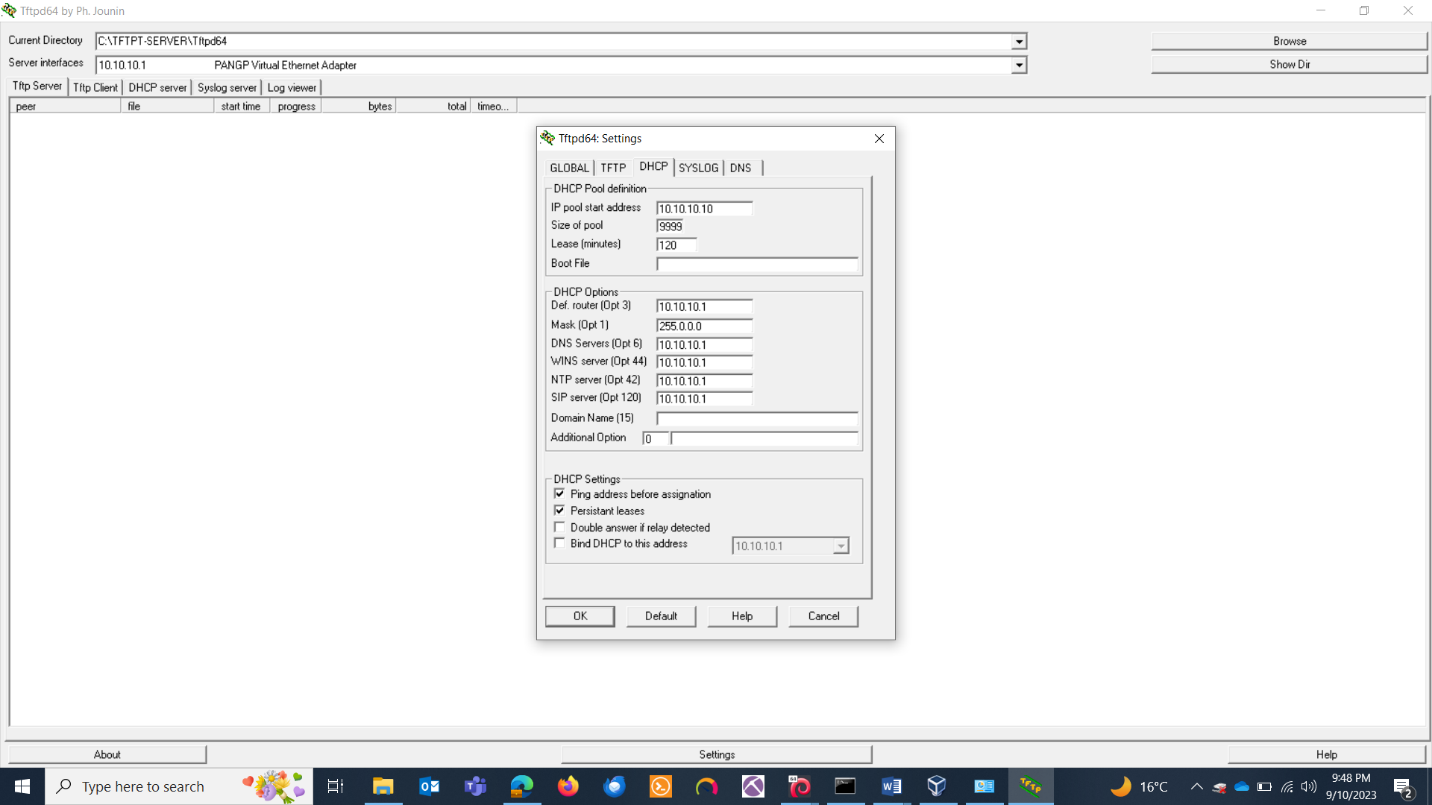 Tftpd64 by Ph. Jounin
Current Directory C:\TFTPT-SERVER\Tftpd64 Browse
Server interfaces 10.10.10.1 PANGP Virtual Ethernet Adapter Show Dir
Tftp Server Tftp Client DHCP server Syslog server Log viewer
peer file start time progress bytes total timeo...
Tftpd64: Settings
GLOBAL TFTP DHCP SYSLOG DNS
DHCP Pool definition
IP pool start address 10.10.10.10
Size of pool 9999
Lease (minutes) 120
Boot File
DHCP Options
Def. router (Opt 3) 10.10.10.1
Mask (Opt 1) 255.0.0.0
DNS Servers (Opt 6) 10.10.10.1
WINS server (Opt 44) 10.10.10.1
NTP server (Opt 42) 10.10.10.1
SIP server (Opt 120) 10.10.10.1
Domain Name (15)
Additional Option 0
DHCP Settings
Ping address before assignation
Persistant leases
Double answer if relay detected
Bind DHCP to this address 10.10.10.1
OK Default Help Cancel
About Settings Help
Type here to search 16°C 9:48 PM
9/10/2023 2